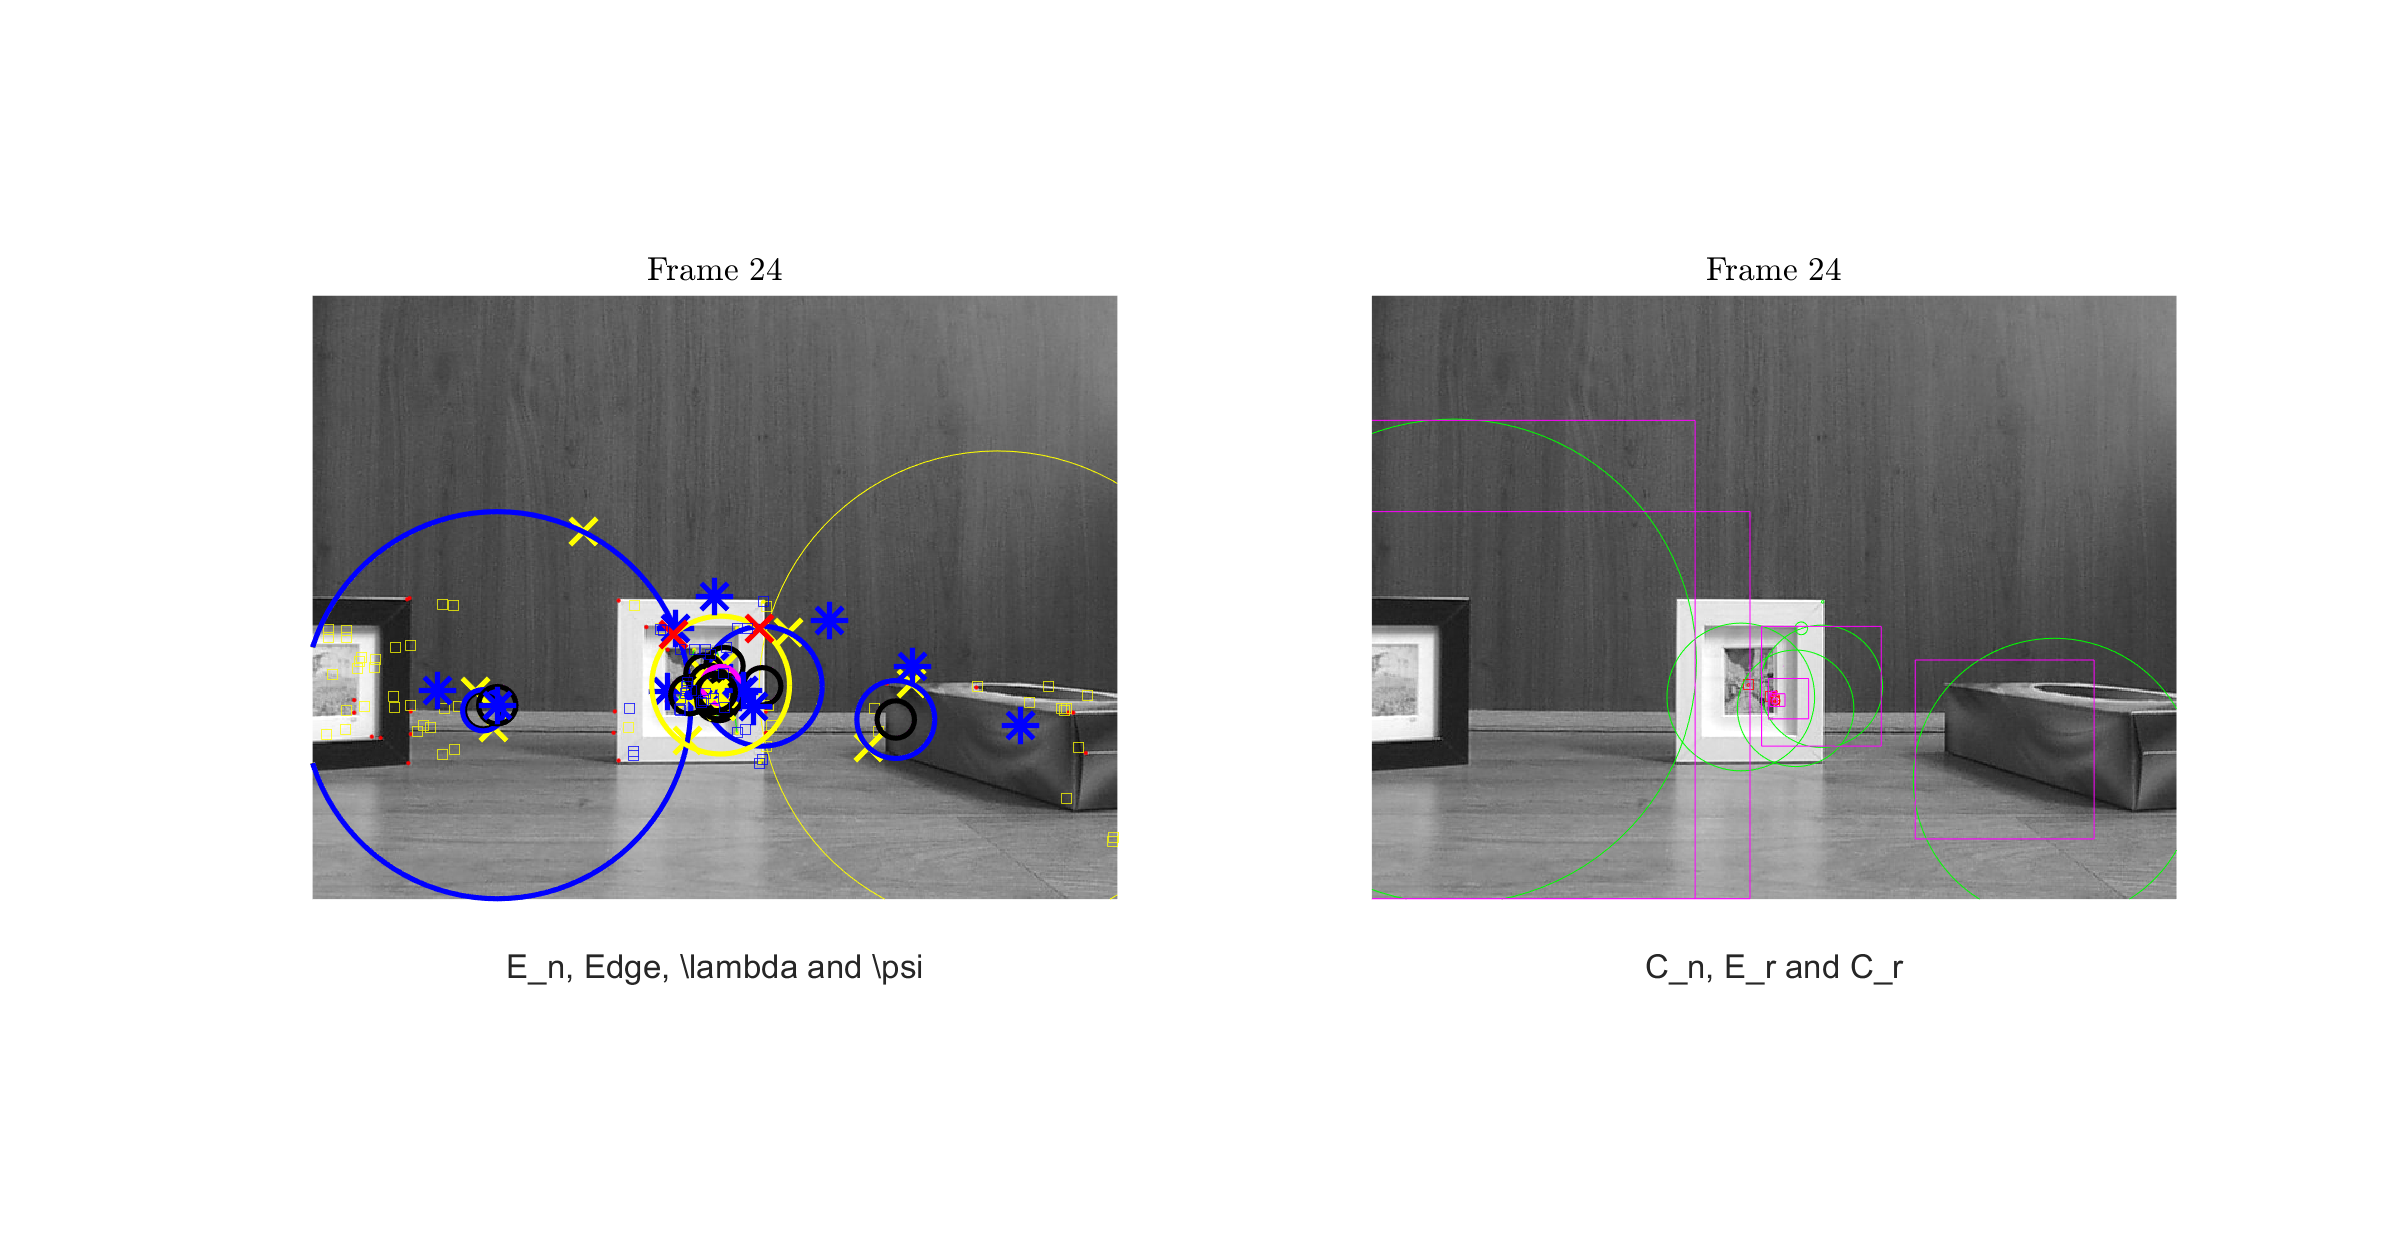 Frame 24
Frame 24
E_n, Edge, \lambda and \psi
C_n, E_r and C_r